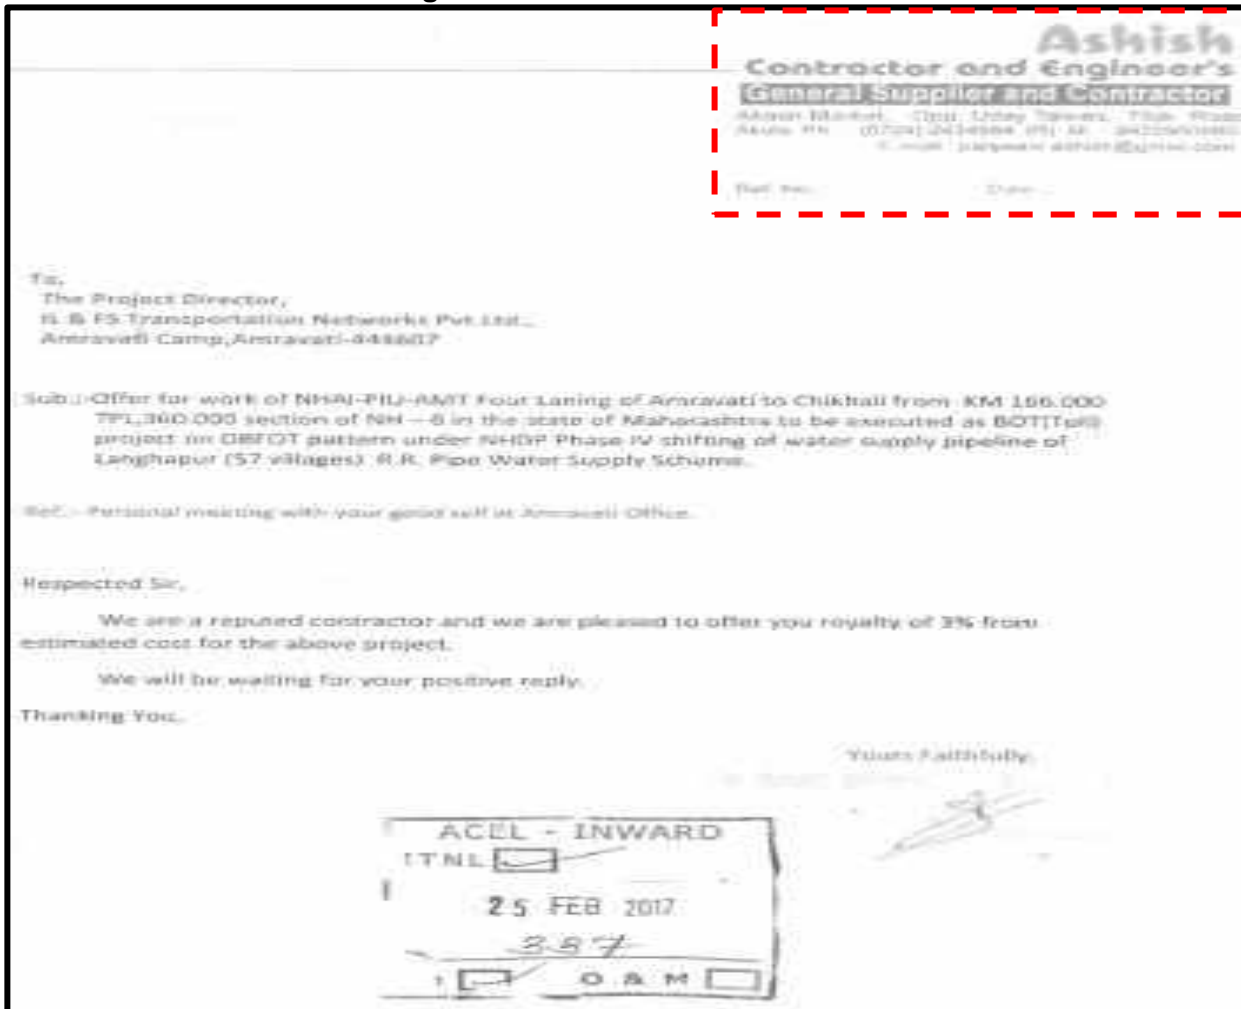 Ashish
Contractor and Engineer's
General Supplier and Contractor
Ref. No. Date
To,
The Project Director,
IL & FS Transportation Networks Pvt.Ltd.,
Amravati Camp,Amravati-444607
Sub.:-Offer for work of NHAI-PIU-AMT Four Laning of Amravati to Chikhali from KM 166.000
360.000 section of NH – 6 in the state of Maharashtra to be executed as BOT(Toll)
project on DBFOT pattern under NHDP Phase IV shifting of water supply pipeline of
Langhapur (57 villages) R.R. Pipe Water Supply Scheme.
Ref.:- Personal meeting with your good self at Amravati Office.
Respected Sir,
We are a reputed contractor and we are pleased to offer you royalty of 3% from
estimated cost for the above project.
We will be waiting for your positive reply.
Thanking You.
Yours Faithfully,
ACEL - INWARD
ITNL
25 FEB 2017
387
O & M